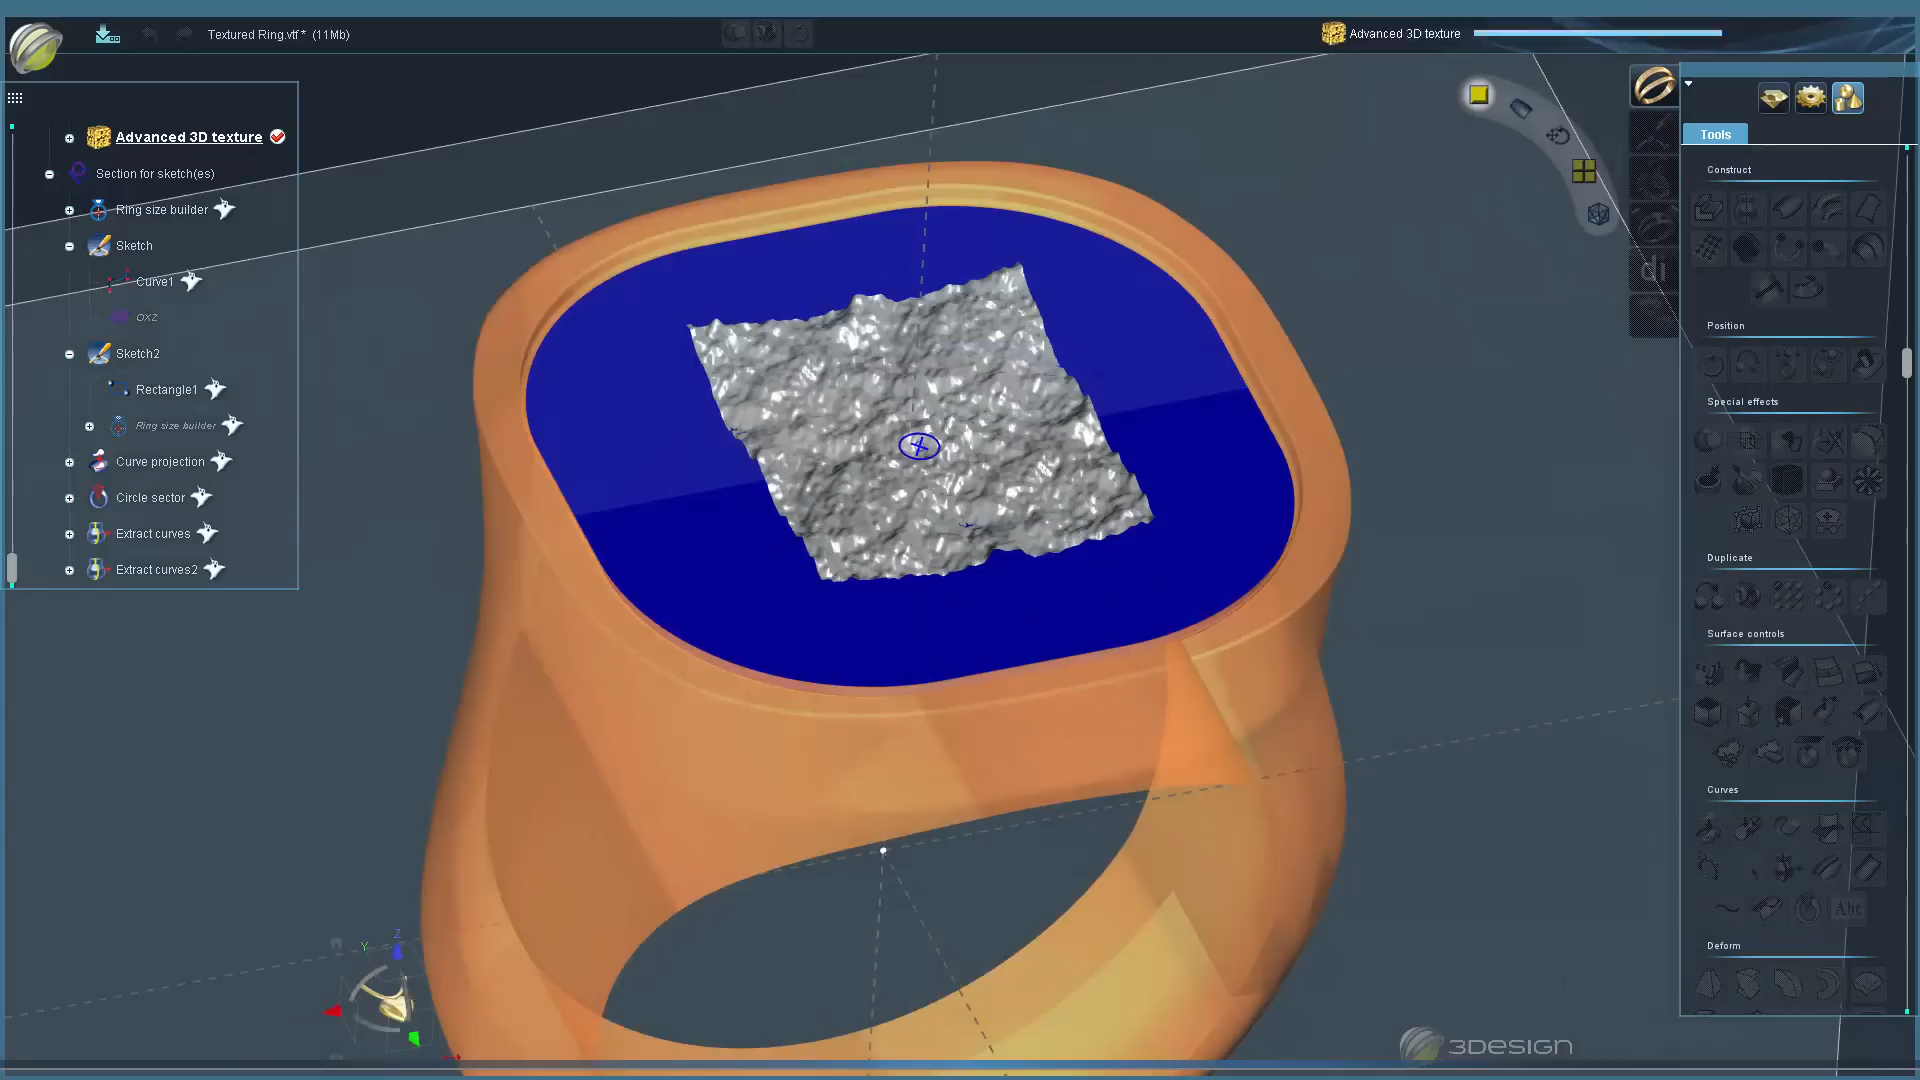 Textured Ring.vtf * (11Mb)
Advanced 3D texture
Advanced 3D texture
Section for sketch(es)
Ring size builder
Sketch
Curve1
OXZ
Sketch2
Rectangle1
Ring size builder
Curve projection
Circle sector
Extract curves
Extract curves2
di
Tools
Construct
Position
Special effects
Duplicate
Surface controls
Curves
Abc
Deform
Z
Y
3DESIGN